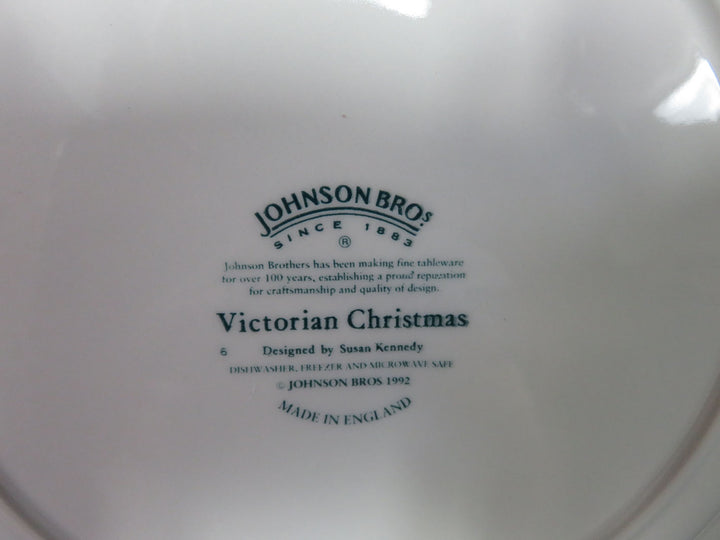 JOHNSON BROS
SINCE 1883
®
Johnson Brothers has been making fine tableware
for over 100 years, establishing a proud reputation
for craftsmanship and quality of design.
Victorian Christmas
6 Designed by Susan Kennedy
DISHWASHER, FREEZER AND MICROWAVE SAFE
© JOHNSON BROS 1992
MADE IN ENGLAND